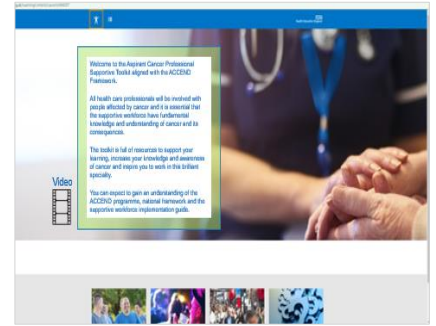 Welcome to the Aspirant Cancer Professional
Supportive Toolkit aligned with the ACCEND
Framework.
All health care professionals will be involved with
people affected by cancer and it is essential that
the supportive workforce have fundamental
knowledge and understanding of cancer and its
consequences.
This toolkit is full of resources to support your
learning, increase your knowledge and awareness
of cancer and inspire you to work in this brilliant
specialty.
You can expect to gain an understanding of the
ACCEND programme, national framework and the
supportive workforce implementation guide.
Video